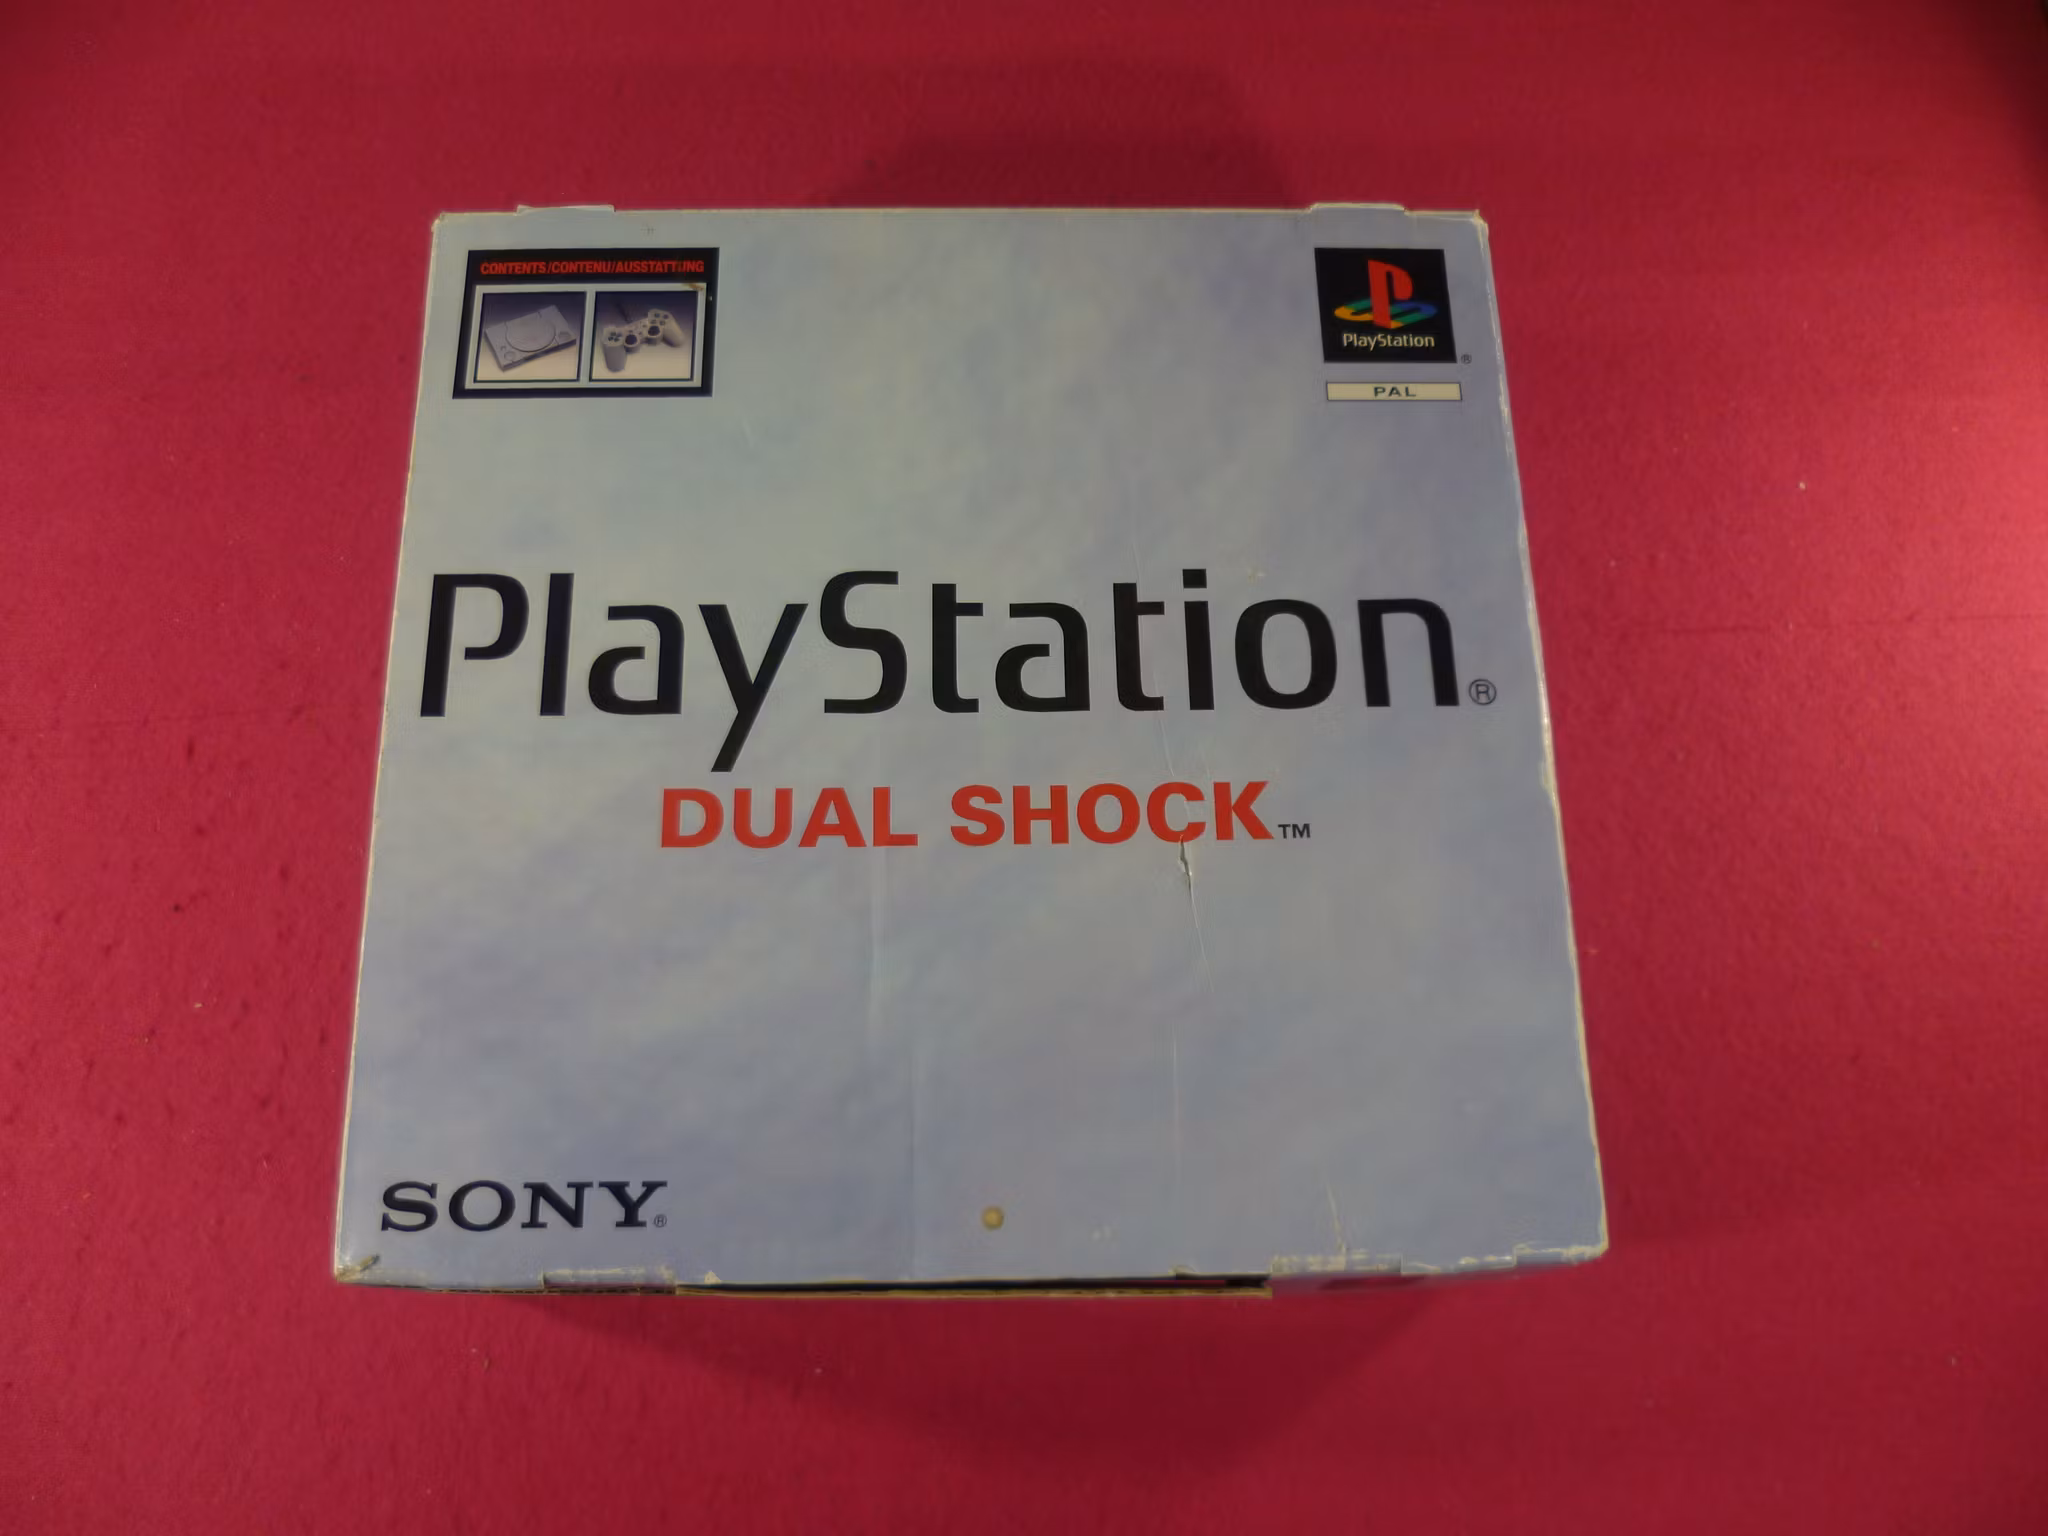 CONTENTS/CONTENU/AUSSTATTUNG
PlayStation®
PAL
PlayStation®
DUAL SHOCK™
SONY®